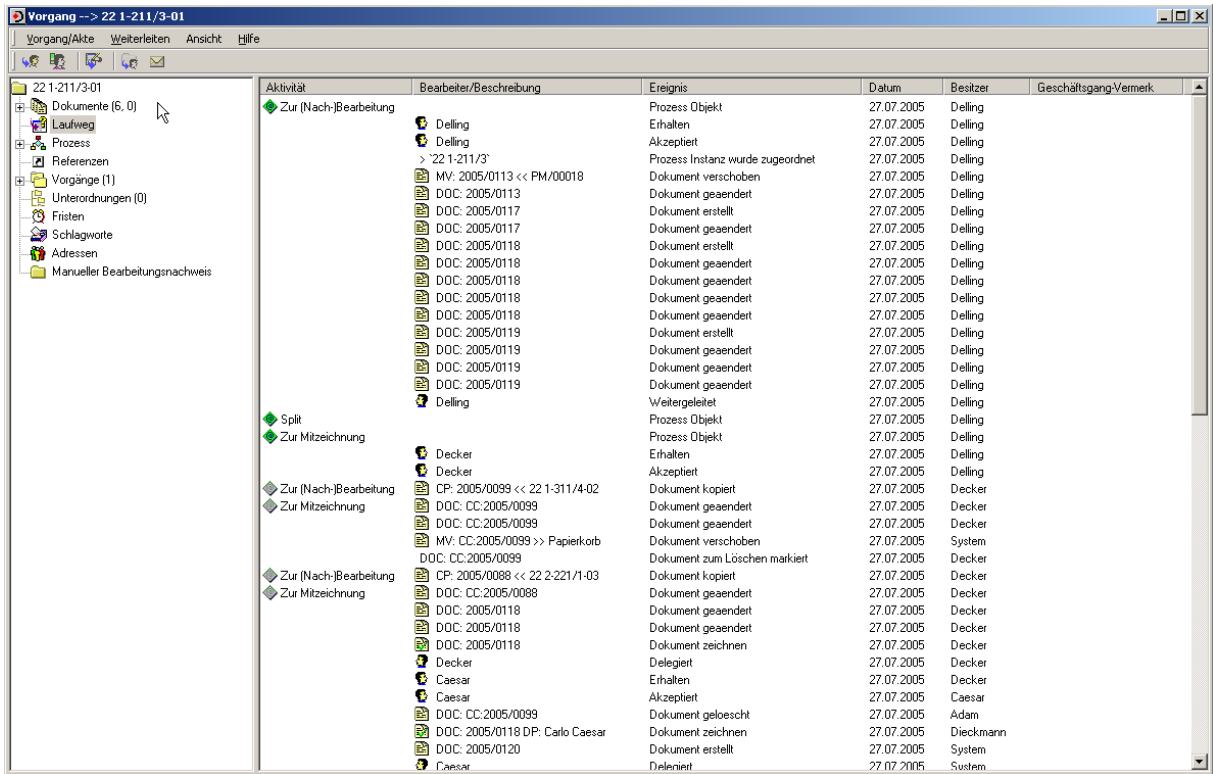 Vorgang --> 22 1-211/3-01
Vorgang/Akte Weiterleiten Ansicht Hilfe
22 1-211/3-01
Dokumente (6, 0)
Laufweg
Prozess
Referenzen
Vorgänge (1)
Unterordnungen (0)
Fristen
Schlagworte
Adressen
Manueller Bearbeitungsnachweis
Aktivität Bearbeiter/Beschreibung Ereignis Datum Besitzer Geschäftsgang-Vermerk
Zur (Nach-)Bearbeitung Prozess Objekt 27.07.2005 Delling
Delling Erhalten 27.07.2005 Delling
Delling Akzeptiert 27.07.2005 Delling
> `22 1-211/3` Prozess Instanz wurde zugeordnet 27.07.2005 Delling
MV: 2005/0113 << PM/00018 Dokument verschoben 27.07.2005 Delling
DOC: 2005/0113 Dokument geaendert 27.07.2005 Delling
DOC: 2005/0117 Dokument erstellt 27.07.2005 Delling
DOC: 2005/0117 Dokument geaendert 27.07.2005 Delling
DOC: 2005/0118 Dokument erstellt 27.07.2005 Delling
DOC: 2005/0118 Dokument geaendert 27.07.2005 Delling
DOC: 2005/0118 Dokument geaendert 27.07.2005 Delling
DOC: 2005/0118 Dokument geaendert 27.07.2005 Delling
DOC: 2005/0118 Dokument geaendert 27.07.2005 Delling
DOC: 2005/0119 Dokument erstellt 27.07.2005 Delling
DOC: 2005/0119 Dokument geaendert 27.07.2005 Delling
DOC: 2005/0119 Dokument geaendert 27.07.2005 Delling
DOC: 2005/0119 Dokument geaendert 27.07.2005 Delling
Delling Weitergeleitet 27.07.2005 Delling
Split Prozess Objekt 27.07.2005 Delling
Zur Mitzeichnung Prozess Objekt 27.07.2005 Delling
Decker Erhalten 27.07.2005 Delling
Decker Akzeptiert 27.07.2005 Delling
Zur (Nach-)Bearbeitung CP: 2005/0099 << 22 1-311/4-02 Dokument kopiert 27.07.2005 Decker
Zur Mitzeichnung DOC: CC:2005/0099 Dokument geaendert 27.07.2005 Decker
DOC: CC:2005/0099 Dokument geaendert 27.07.2005 Decker
MV: CC:2005/0099 >> Papierkorb Dokument verschoben 27.07.2005 System
DOC: CC:2005/0099 Dokument zum Löschen markiert 27.07.2005 Decker
Zur (Nach-)Bearbeitung CP: 2005/0088 << 22 2-221/1-03 Dokument kopiert 27.07.2005 Decker
Zur Mitzeichnung DOC: CC:2005/0088 Dokument geaendert 27.07.2005 Decker
DOC: 2005/0118 Dokument geaendert 27.07.2005 Decker
DOC: 2005/0118 Dokument geaendert 27.07.2005 Decker
DOC: 2005/0118 Dokument zeichnen 27.07.2005 Decker
Decker Delegiert 27.07.2005 Decker
Caesar Erhalten 27.07.2005 Decker
Caesar Akzeptiert 27.07.2005 Caesar
DOC: CC:2005/0099 Dokument geloescht 27.07.2005 Adam
DOC: 2005/0118 DP: Carlo Caesar Dokument zeichnen 27.07.2005 Dieckmann
DOC: 2005/0120 Dokument erstellt 27.07.2005 System
Caesar Delegiert 27.07.2005 System